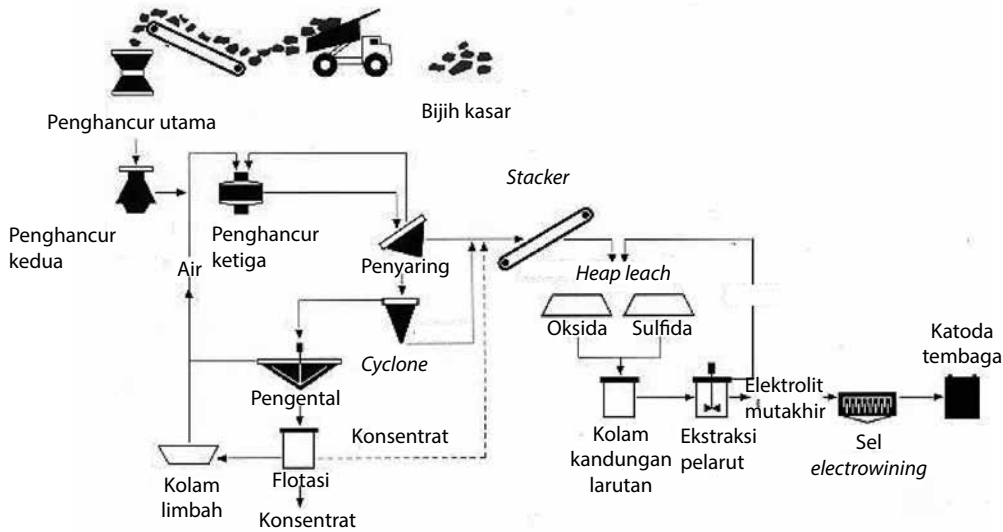 Penghancur utama
Bijih kasar
Stacker
Penghancur
kedua
Penghancur
ketiga
Penyaring
Air
Heap leach
Oksida
Sulfida
Katoda
tembaga
Cyclone
Pengental
Elektrolit
mutakhir
Kolam
kandungan
larutan
Ekstraksi
pelarut
Sel
electrowining
Konsentrat
Kolam
limbah
Flotasi
Konsentrat